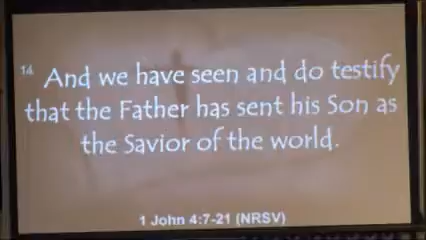 14 And we have seen and do testify
that the Father has sent his Son as
the Savior of the world.
1 John 4:7-21 (NRSV)